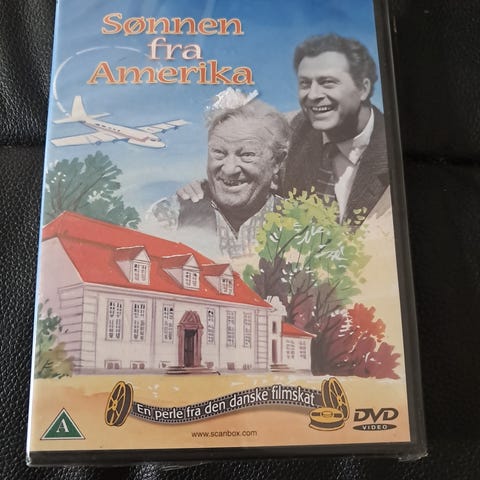 Sønnen
fra
Amerika
En perle fra den danske filmskat
www.scanbox.com
A
DVD
VIDEO